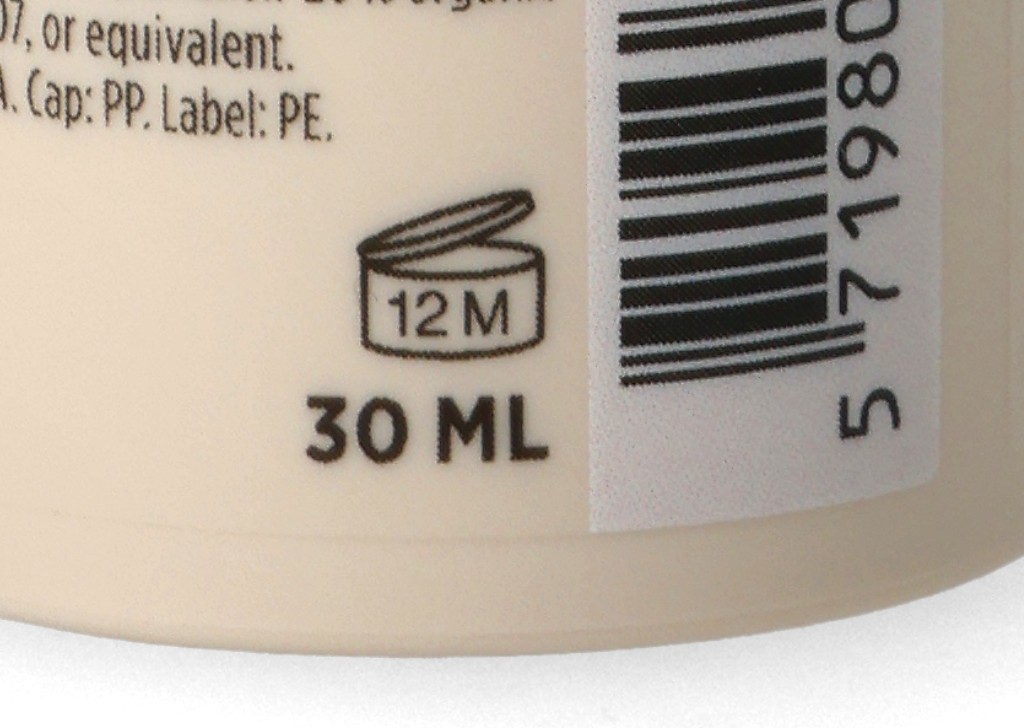 07, or equivalent.
A. Cap: PP. Label: PE.
12 M
30 ML
5 71980